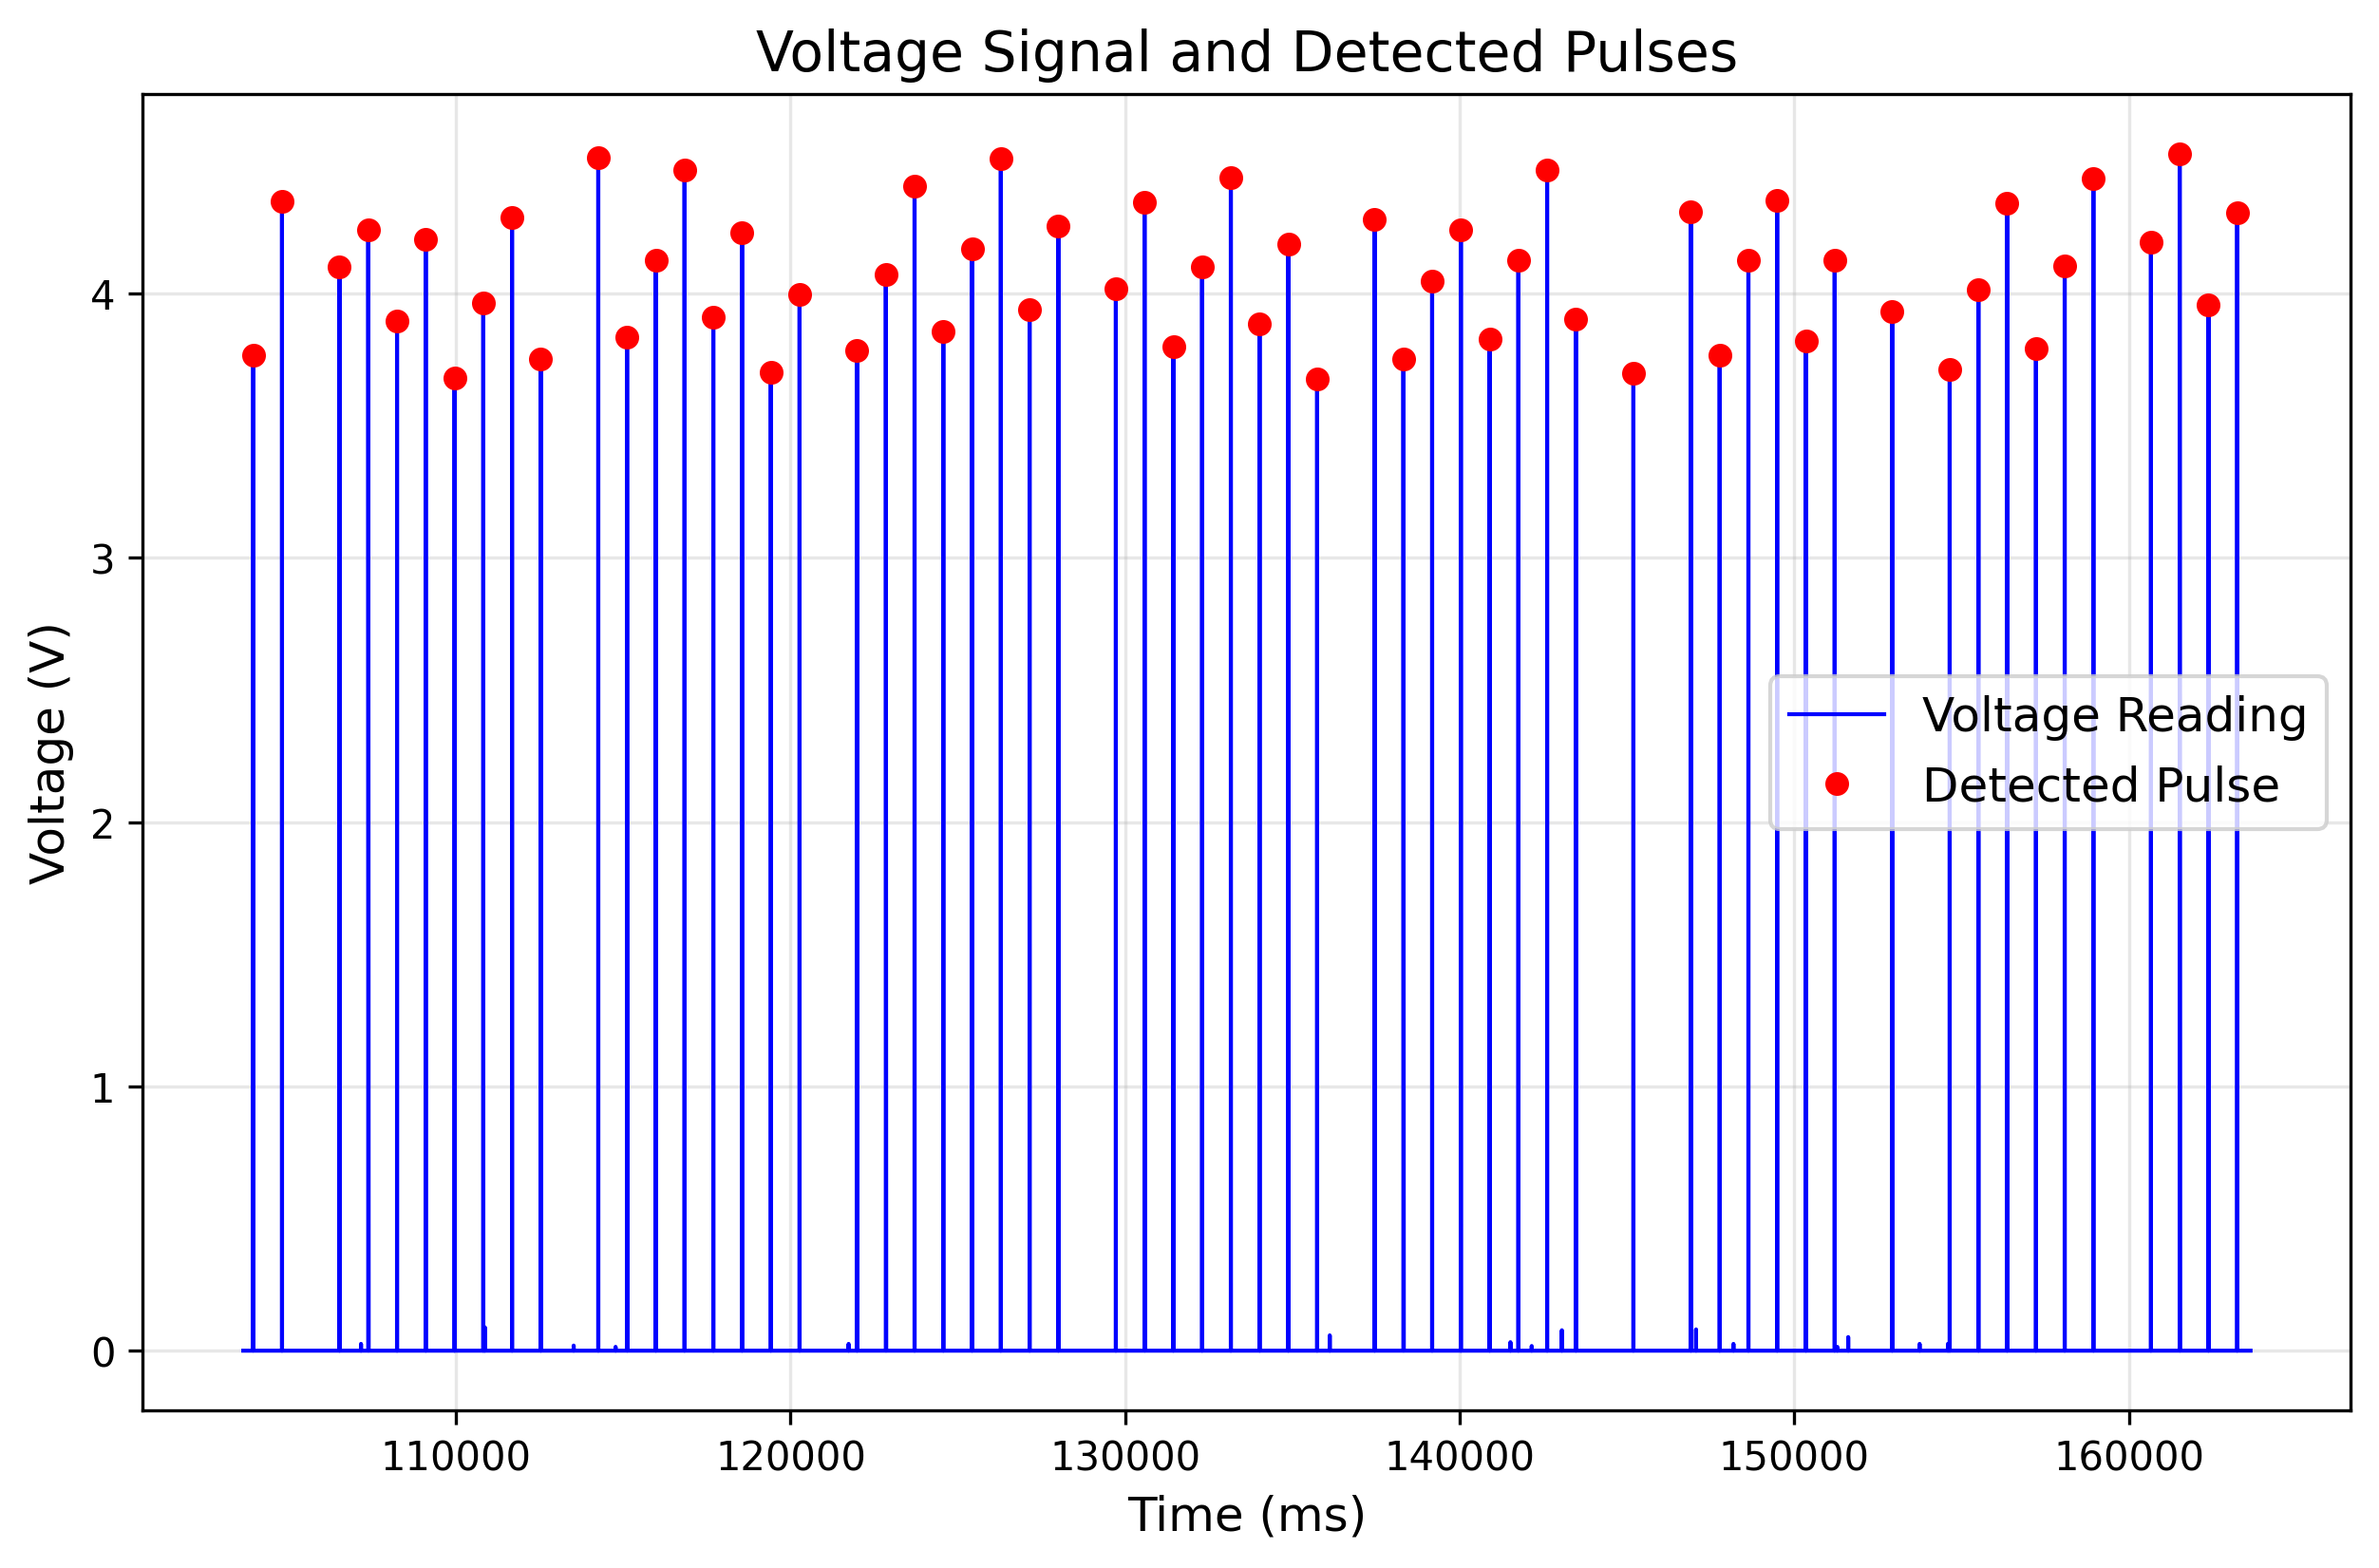 Voltage Signal and Detected Pulses
Voltage (V)
4
3
2
1
0
Voltage Reading
Detected Pulse
110000 120000 130000 140000 150000 160000
Time (ms)